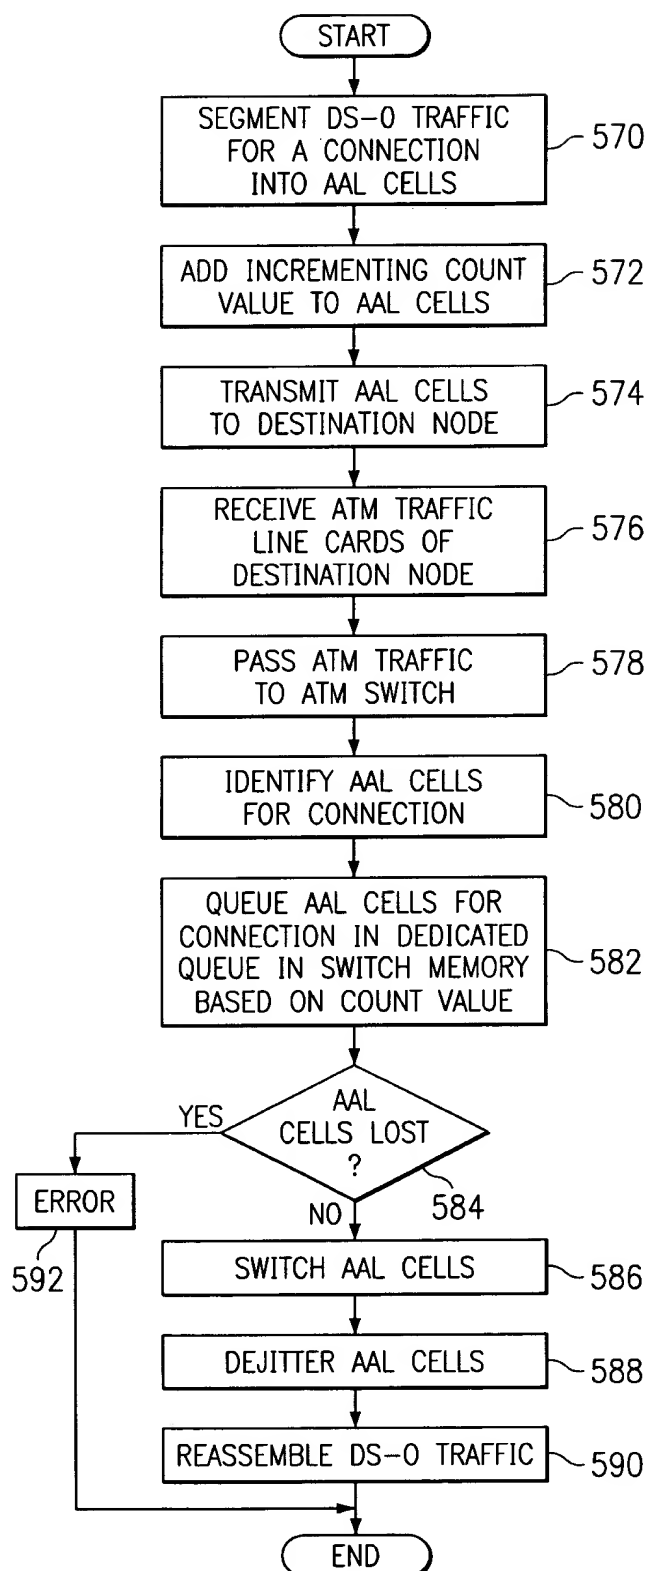 START
SEGMENT DS-0 TRAFFIC
FOR A CONNECTION
INTO AAL CELLS
570
ADD INCREMENTING COUNT
VALUE TO AAL CELLS
572
TRANSMIT AAL CELLS
TO DESTINATION NODE
574
RECEIVE ATM TRAFFIC
LINE CARDS OF
DESTINATION NODE
576
PASS ATM TRAFFIC
TO ATM SWITCH
578
IDENTIFY AAL CELLS
FOR CONNECTION
580
QUEUE AAL CELLS FOR
CONNECTION IN DEDICATED
QUEUE IN SWITCH MEMORY
BASED ON COUNT VALUE
582
AAL
CELLS LOST
?
584
YES
ERROR
592
NO
SWITCH AAL CELLS
586
DEJITTER AAL CELLS
588
REASSEMBLE DS-0 TRAFFIC
590
END